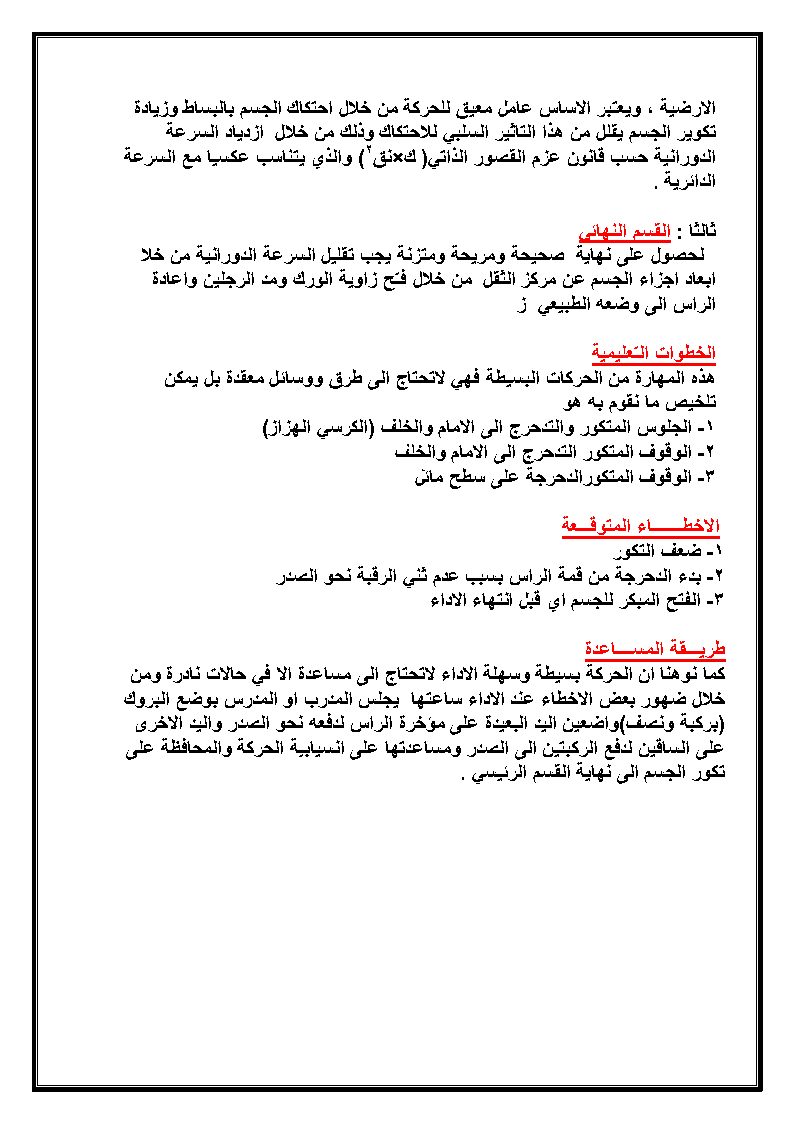 الارضية ، ويعتبر الاساس عامل معيق للحركة من خلال احتكاك الجسم بالبساط وزيادة
تكوير الجسم يقلل من هذا التاثير السلبي للاحتكاك وذلك من خلال ازدياد السرعة
الدورانية حسب قانون عزم القصور الذاتي( ك×نق٢) والذي يتناسب عكسيا مع السرعة
الدائرية .
ثالثا : القسم النهائي
لحصول على نهاية صحيحة ومريحة ومتزنة يجب تقليل السرعة الدورانية من خلا
ابعاد اجزاء الجسم عن مركز الثقل من خلال فتح زاوية الورك ومد الرجلين واعادة
الراس الى وضعه الطبيعي ز
الخطوات التعليمية
هذه المهارة من الحركات البسيطة فهي لاتحتاج الى طرق ووسائل معقدة بل يمكن
تلخيص ما نقوم به هو
١- الجلوس المتكور والتدحرج الى الامام والخلف (الكرسي الهزاز)
٢- الوقوف المتكور التدحرج الى الامام والخلف
٣- الوقوف المتكورالدحرجة على سطح مائل
الاخطـــــــاء المتوقـــعة
١- ضعف التكور
٢- بدء الدحرجة من قمة الراس بسبب عدم ثني الرقبة نحو الصدر
٣- الفتح المبكر للجسم اي قبل انتهاء الاداء
طريـــقة المســـــاعدة
كما نوهنا ان الحركة بسيطة وسهلة الاداء لاتحتاج الى مساعدة الا في حالات نادرة ومن
خلال ضهور بعض الاخطاء عند الاداء ساعتها يجلس المدرب او المدرس بوضع البروك
(بركبة ونصف)واضعين اليد البعيدة على مؤخرة الراس لدفعه نحو الصدر واليد الاخرى
على الساقين لدفع الركبتين الى الصدر ومساعدتها على انسيابية الحركة والمحافظة على
تكور الجسم الى نهاية القسم الرئيسي .